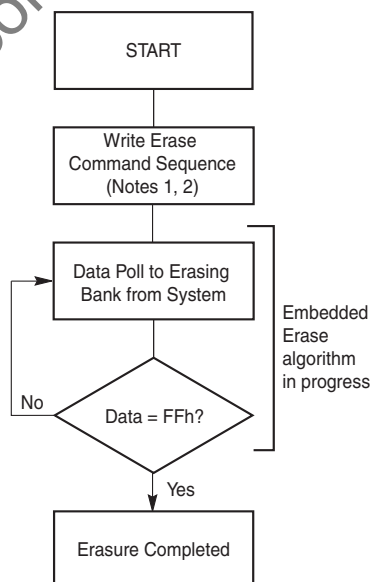 START
Write Erase
Command Sequence
(Notes 1, 2)
Data Poll to Erasing
Bank from System
Embedded
Erase
algorithm
in progress
No
Data = FFh?
Yes
Erasure Completed